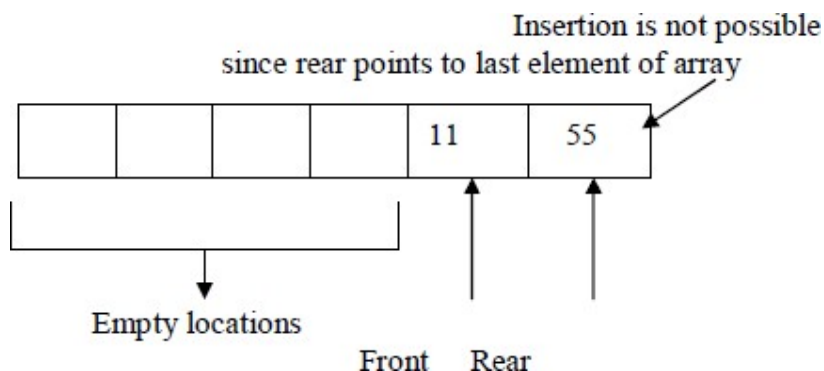 Insertion is not possible
since rear points to last element of array
11 55
Empty locations
Front Rear